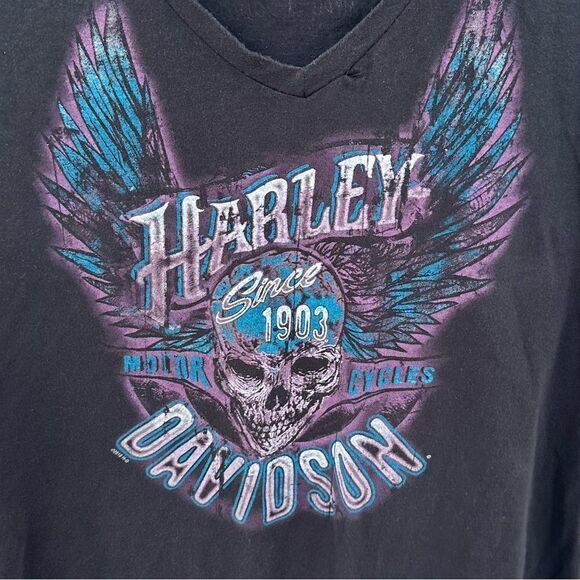 HARLEY-
Since
1903
MOTOR CYCLES
DAVIDSON